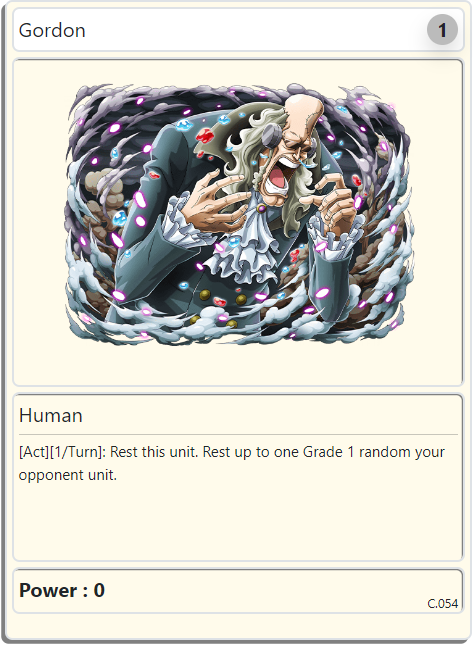 Gordon
1
Human
[Act][1/Turn]: Rest this unit. Rest up to one Grade 1 random your
opponent unit.
Power : 0
C.054